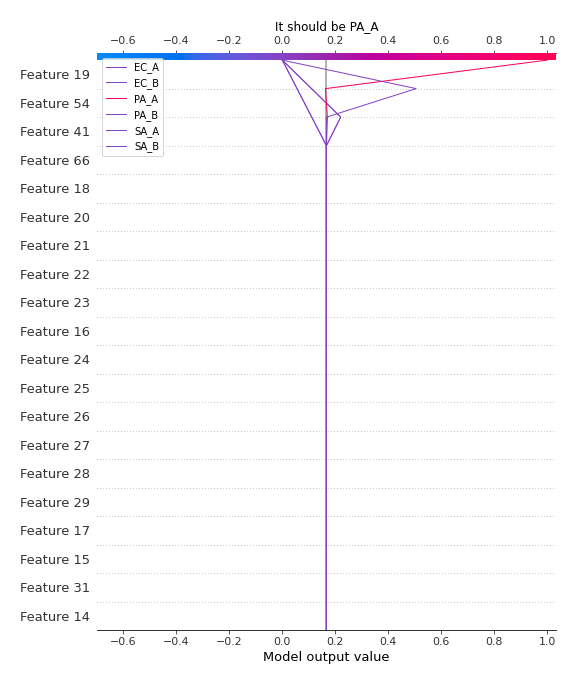 It should be PA_A
−0.6 −0.4 −0.2 0.0 0.2 0.4 0.6 0.8 1.0
EC_A
EC_B
PA_A
PA_B
SA_A
SA_B
Feature 19
Feature 54
Feature 41
Feature 66
Feature 18
Feature 20
Feature 21
Feature 22
Feature 23
Feature 16
Feature 24
Feature 25
Feature 26
Feature 27
Feature 28
Feature 29
Feature 17
Feature 15
Feature 31
Feature 14
−0.6 −0.4 −0.2 0.0 0.2 0.4 0.6 0.8 1.0
Model output value